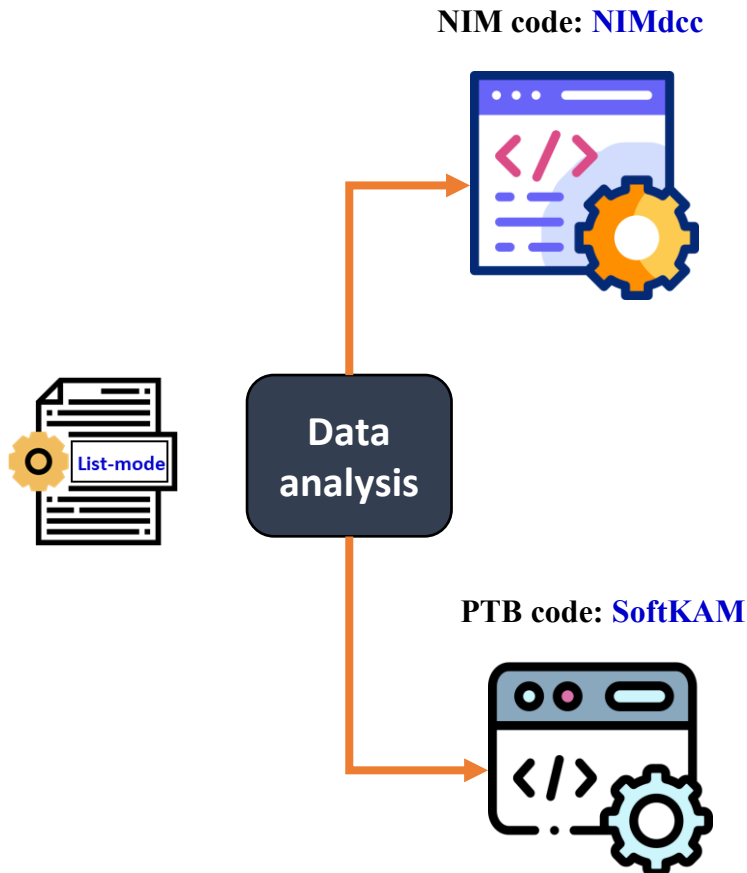 NIM code: NIMdcc
List-mode
Data
analysis
PTB code: SoftKAM